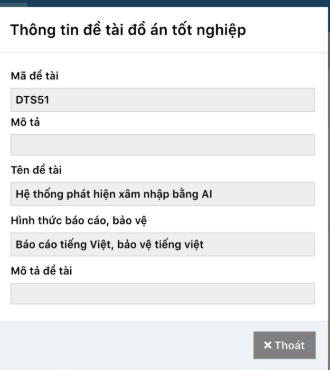 Thông tin đề tài đồ án tốt nghiệp
Mã đề tài
DTS51
Mô tả
Tên đề tài
Hệ thống phát hiện xâm nhập bằng AI
Hình thức báo cáo, bảo vệ
Báo cáo tiếng Việt, bảo vệ tiếng việt
Mô tả đề tài
× Thoát